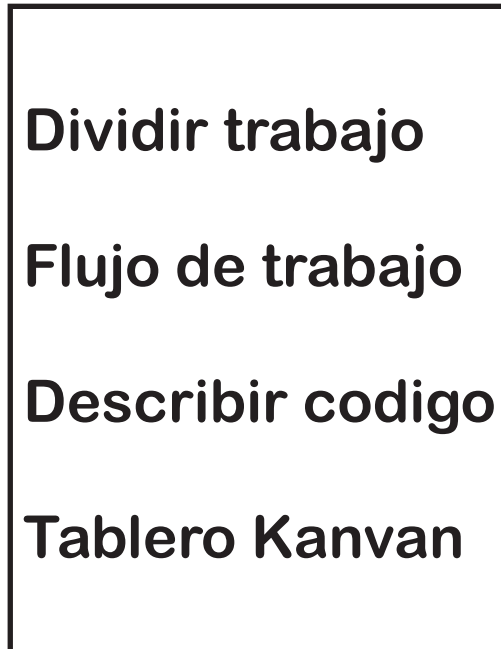 Dividir trabajo
Flujo de trabajo
Describir codigo
Tablero Kanvan